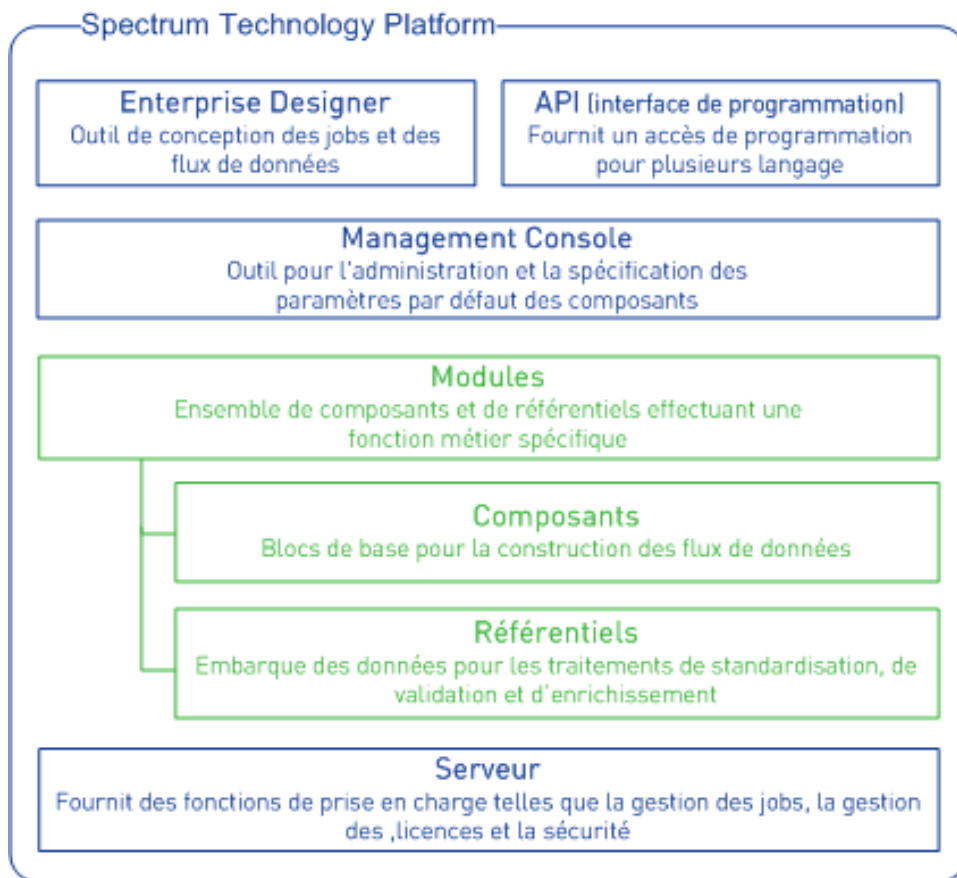 Spectrum Technology Platform
Enterprise Designer
Outil de conception des jobs et des
flux de données
API (interface de programmation)
Fournit un accès de programmation
pour plusieurs langage
Management Console
Outil pour l'administration et la spécification des
paramètres par défaut des composants
Modules
Ensemble de composants et de référentiels effectuant une
fonction métier spécifique
Composants
Blocs de base pour la construction des flux de données
Référentiels
Embarque des données pour les traitements de standardisation, de
validation et d'enrichissement
Serveur
Fournit des fonctions de prise en charge telles que la gestion des jobs, la gestion
des ,licences et la sécurité